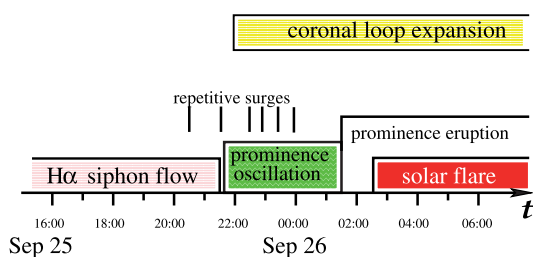 coronal loop expansion
repetitive surges
prominence eruption
prominence
oscillation
Hα siphon flow
solar flare
t
16:00 18:00 20:00 22:00 00:00 02:00 04:00 06:00
Sep 25 Sep 26